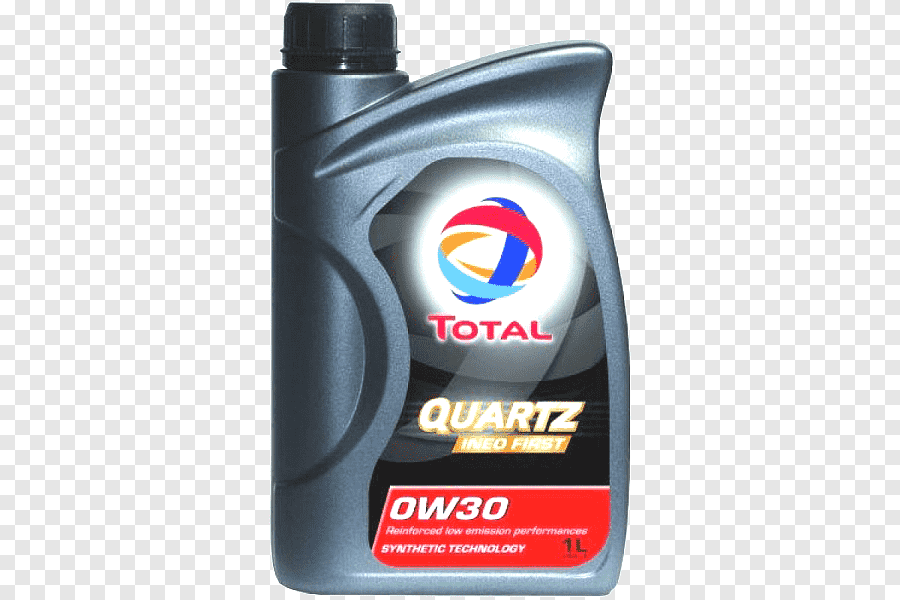 TOTAL
QUARTZ
INEO FIRST
0W30
Reinforced low emission performances
SYNTHETIC TECHNOLOGY
1L